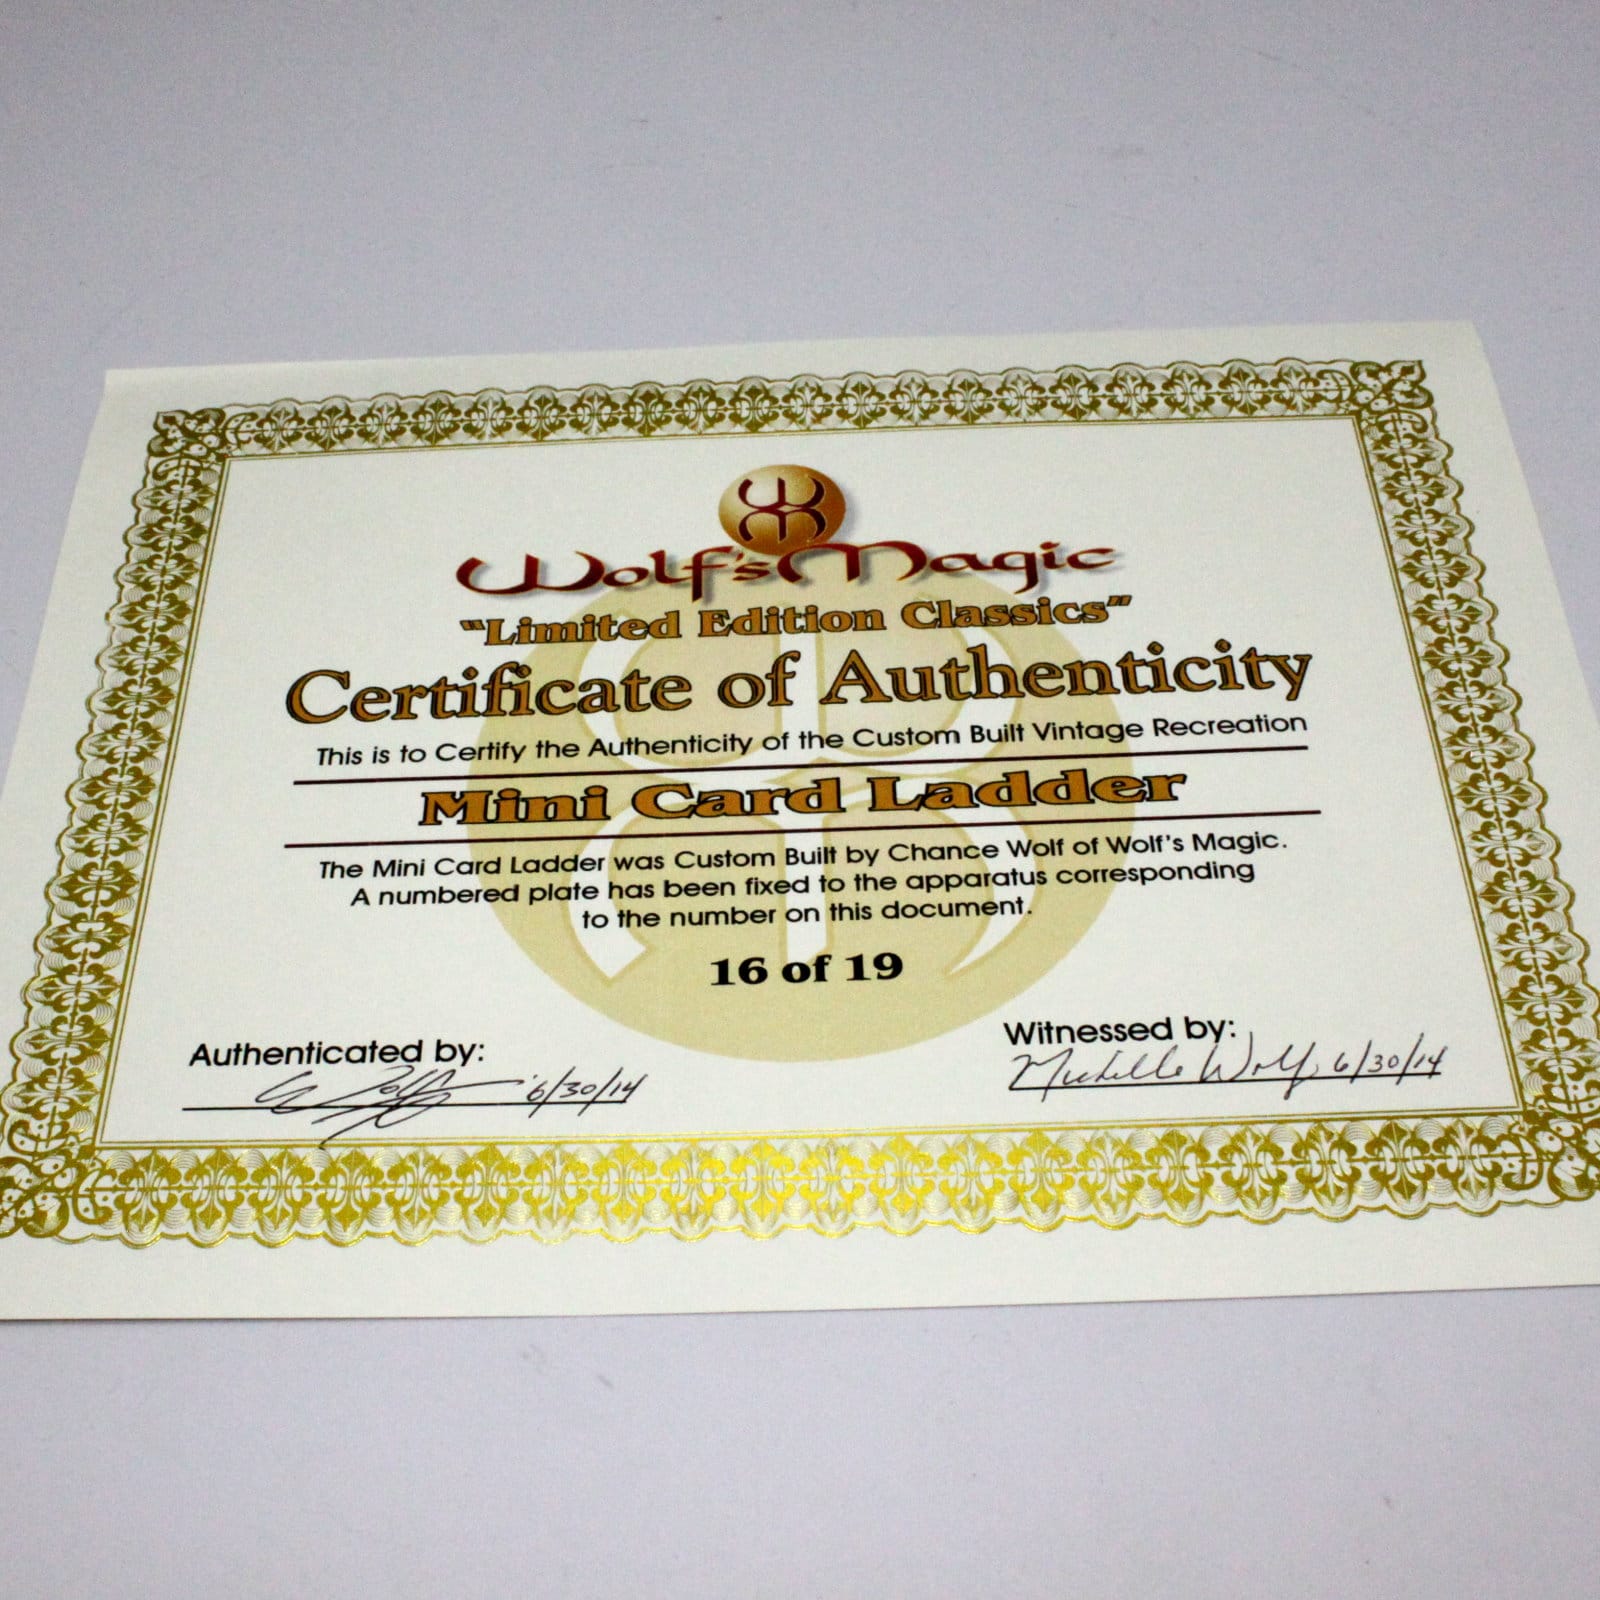 Wolf's Magic
"Limited Edition Classics"
Certificate of Authenticity
This is to Certify the Authenticity of the Custom Built Vintage Recreation
Mini Card Ladder
The Mini Card Ladder was Custom Built by Chance Wolf of Wolf's Magic.
A numbered plate has been fixed to the apparatus corresponding
to the number on this document.
16 of 19
Authenticated by:
6/30/14
Witnessed by:
Michelle Wolf 6/30/14